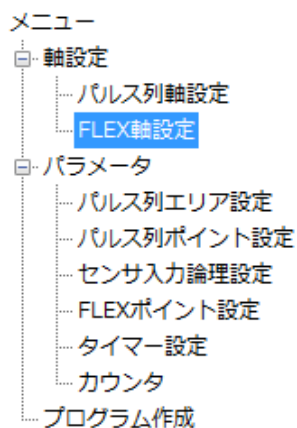 メニュー
軸設定
パルス列軸設定
FLEX軸設定
パラメータ
パルス列エリア設定
パルス列ポイント設定
センサ入力論理設定
FLEXポイント設定
タイマー設定
カウンタ
プログラム作成